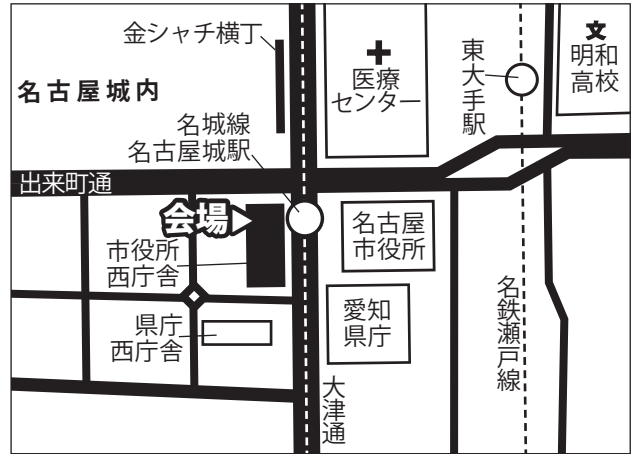 金シャチ横丁
名古屋城内
名城線
名古屋城駅
医療
センター
東大手駅
文
明和
高校
出来町通
会場
市役所
西庁舎
名古屋
市役所
県庁
西庁舎
愛知
県庁
大津通
名鉄瀬戸線